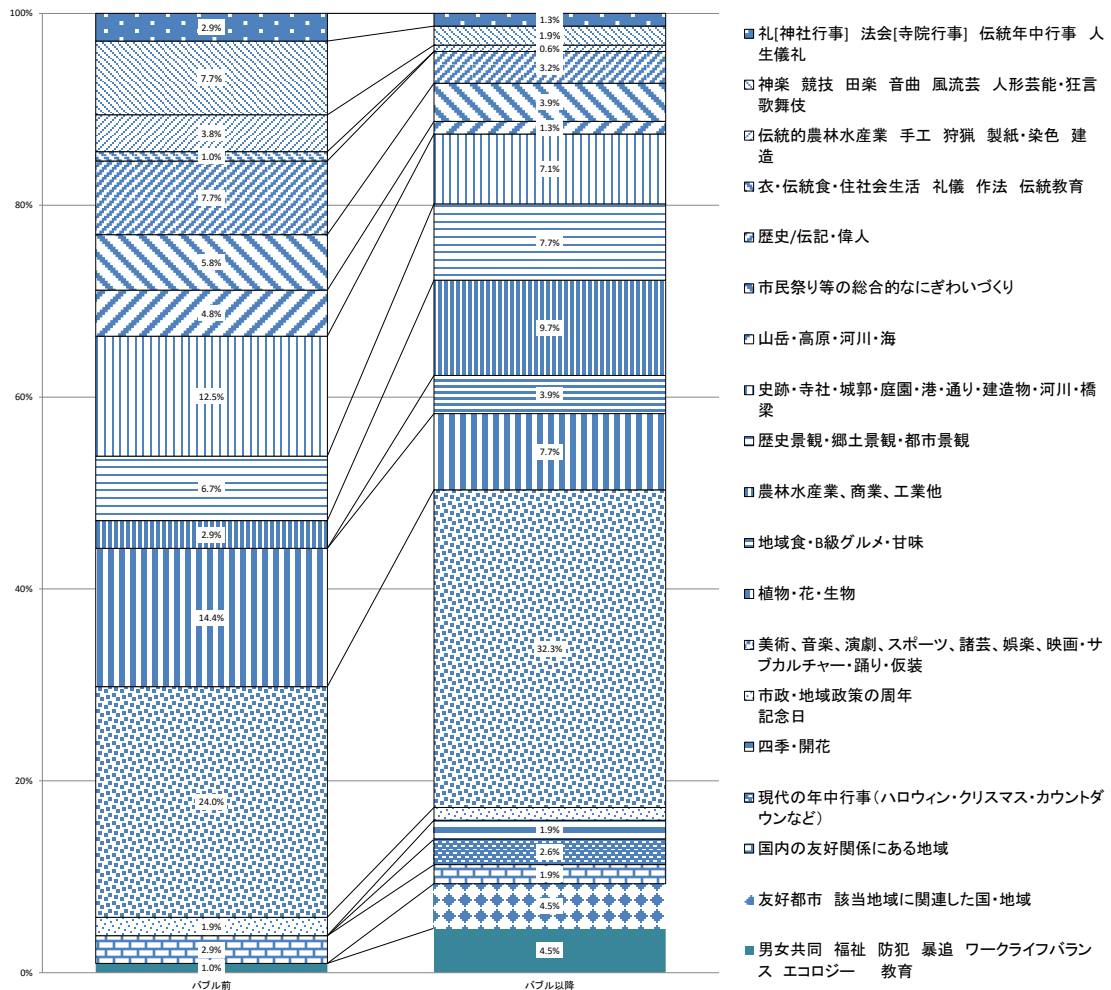 100%
80%
60%
40%
20%
0%
2.9%
7.7%
3.8%
1.0%
7.7%
5.8%
4.8%
12.5%
6.7%
2.9%
14.4%
24.0%
1.9%
2.9%
1.0%
バブル前
1.3%
1.9%
0.6%
3.2%
3.9%
1.3%
7.1%
7.7%
9.7%
3.9%
7.7%
32.3%
1.9%
2.6%
1.9%
4.5%
4.5%
バブル以降
礼[神社行事] 法会[寺院行事] 伝統年中行事 人
生儀礼
神楽 競技 田楽 音曲 風流芸 人形芸能・狂言
歌舞伎
伝統的農林水産業 手工 狩猟 製紙・染色 建
造
衣・伝統食・住社会生活 礼儀 作法 伝統教育
歴史/伝記・偉人
市民祭り等の総合的なにぎわいづくり
山岳・高原・河川・海
史跡・寺社・城郭・庭園・港・通り・建造物・河川・橋
梁
歴史景観・郷土景観・都市景観
農林水産業、商業、工業他
地域食・B級グルメ・甘味
植物・花・生物
美術、音楽、演劇、スポーツ、諸芸、娯楽、映画・サ
ブカルチャー・踊り・仮装
市政・地域政策の周年
記念日
四季・開花
現代の年中行事(ハロウィン・クリスマス・カウントダ
ウンなど)
国内の友好関係にある地域
友好都市 該当地域に関連した国・地域
男女共同 福祉 防犯 暴追 ワークライフバラン
ス エコロジー 教育